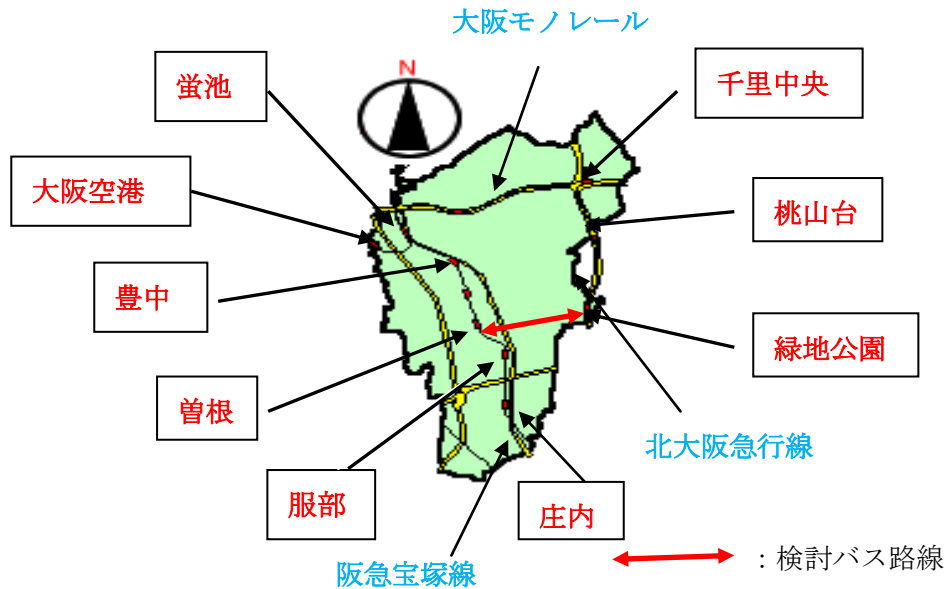 大阪モノレール
N
蛍池
千里中央
大阪空港
桃山台
豊中
緑地公園
曽根
北大阪急行線
服部
庄内
阪急宝塚線
：検討バス路線